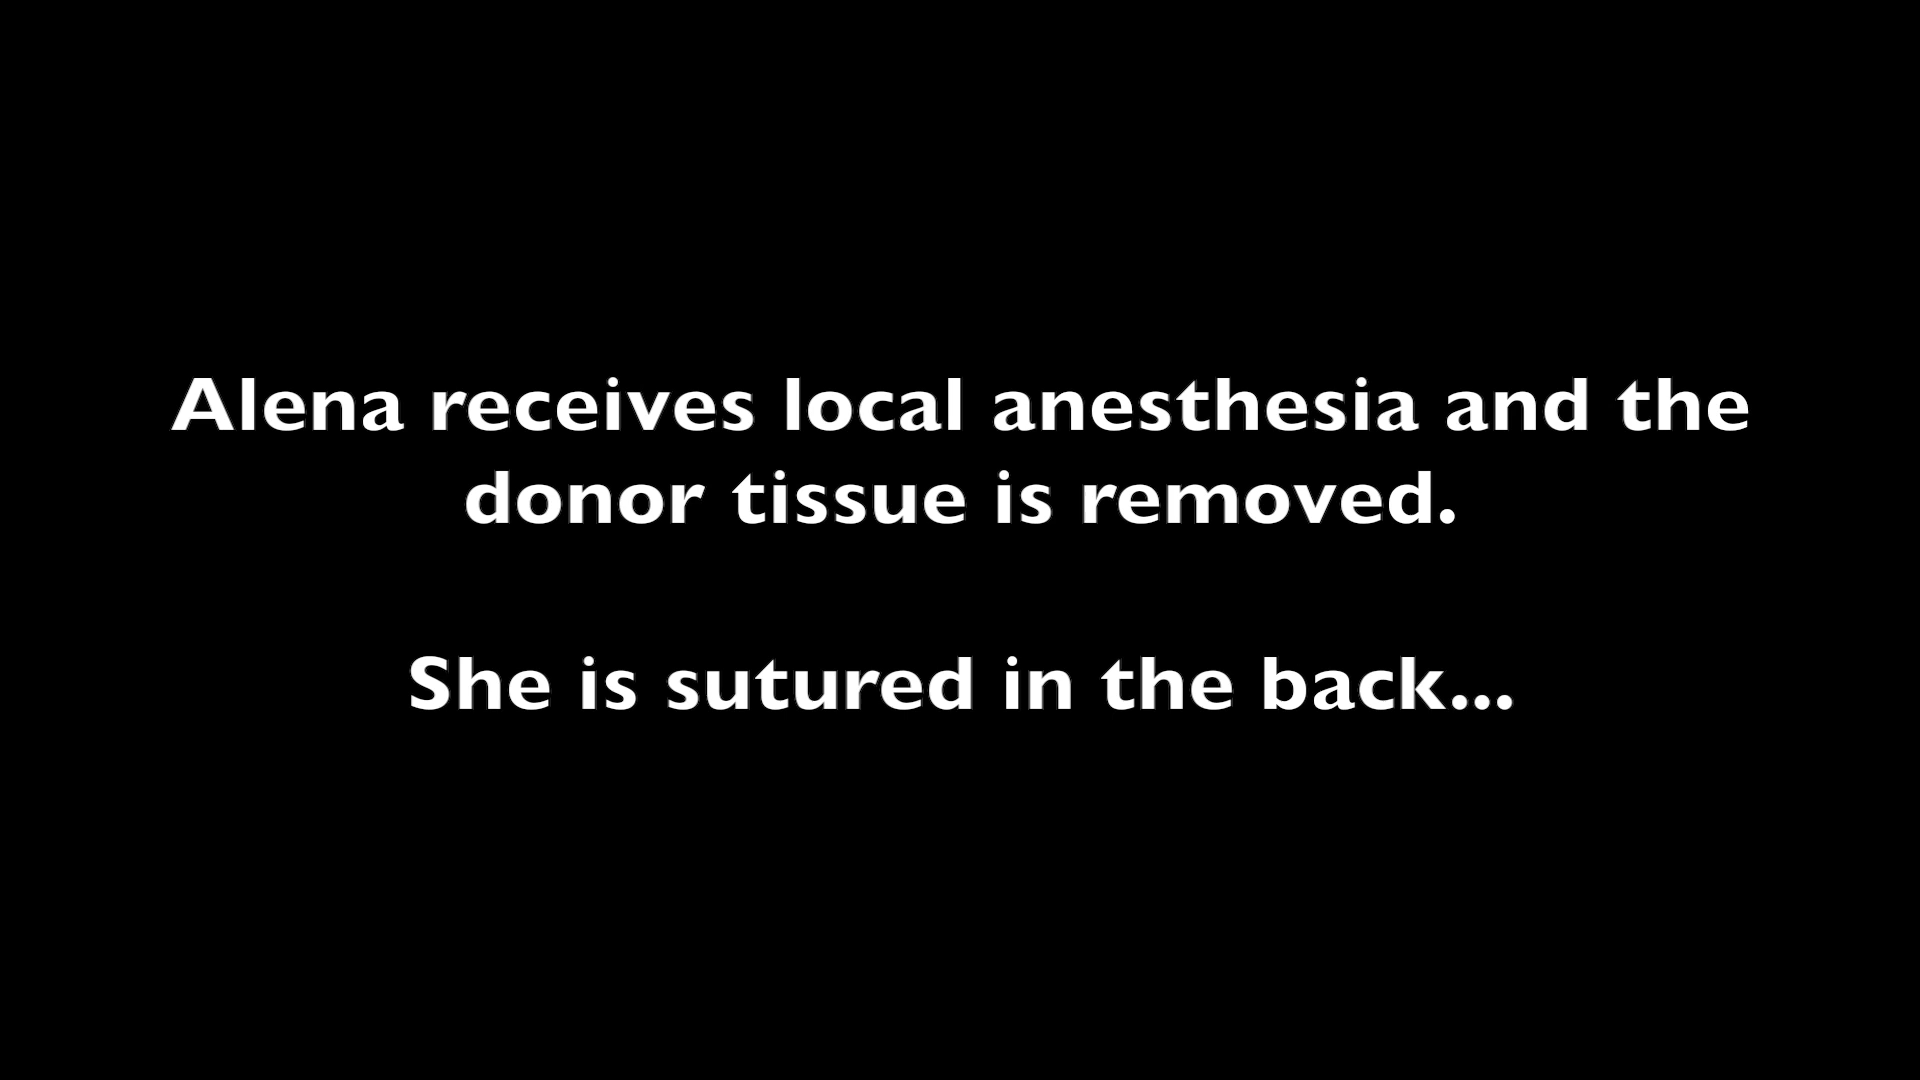 Alena receives local anesthesia and the
donor tissue is removed.
She is sutured in the back...